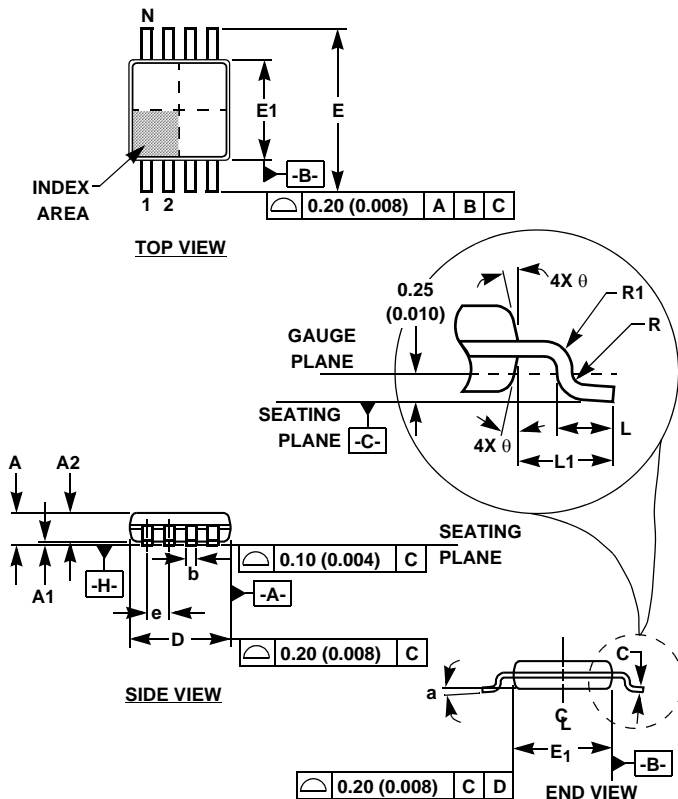 N
E1
E
-B-
INDEX
AREA
1 2
0.20 (0.008) A B C
TOP VIEW
0.25
(0.010)
4X θ
R1
R
GAUGE
PLANE
SEATING
PLANE
-C-
4X θ
L
L1
A A2
SEATING
PLANE
A1
-H-
b
0.10 (0.004) C
-A-
e
D
0.20 (0.008) C
SIDE VIEW
C
a
CL
E1
-B-
0.20 (0.008) C D
END VIEW